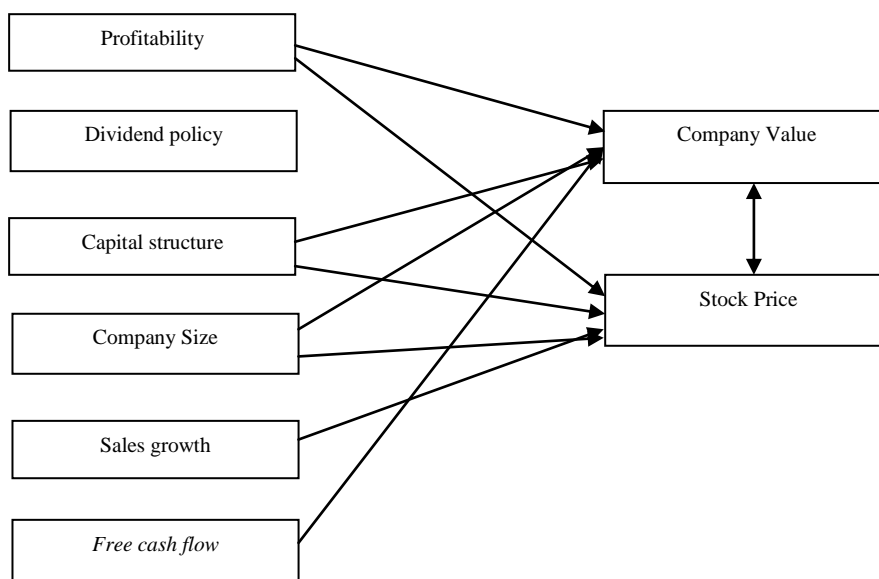 Profitability
Dividend policy
Capital structure
Company Size
Sales growth
Free cash flow
Company Value
Stock Price